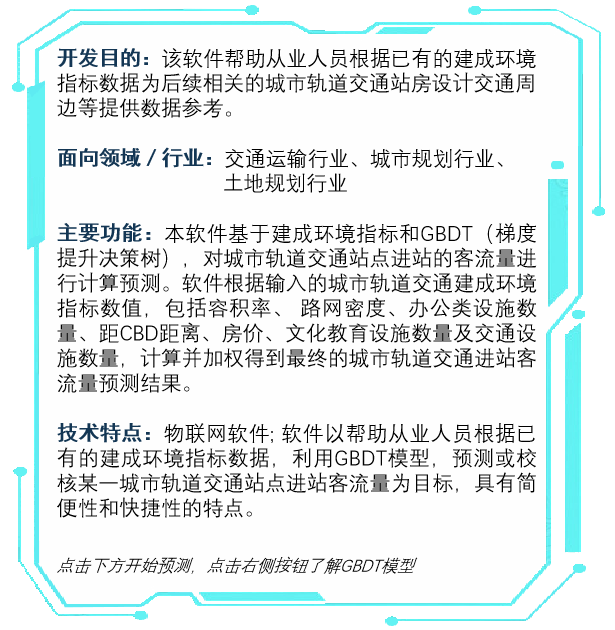 开发目的：该软件帮助从业人员根据已有的建成环境
指标数据为后续相关的城市轨道交通站房设计交通周
边等提供数据参考。
面向领域 / 行业：交通运输行业、城市规划行业、
土地规划行业
主要功能：本软件基于建成环境指标和GBDT（梯度
提升决策树），对城市轨道交通站点进站的客流量进
行计算预测。软件根据输入的城市轨道交通建成环境
指标数值，包括容积率、 路网密度、办公类设施数
量、距CBD距离、房价、文化教育设施数量及交通设
施数量，计算并加权得到最终的城市轨道交通进站客
流量预测结果。
技术特点：物联网软件; 软件以帮助从业人员根据已
有的建成环境指标数据，利用GBDT模型，预测或校
核某一城市轨道交通站点进站客流量为目标，具有简
便性和快捷性的特点。
点击下方开始预测，点击右侧按钮了解GBDT模型